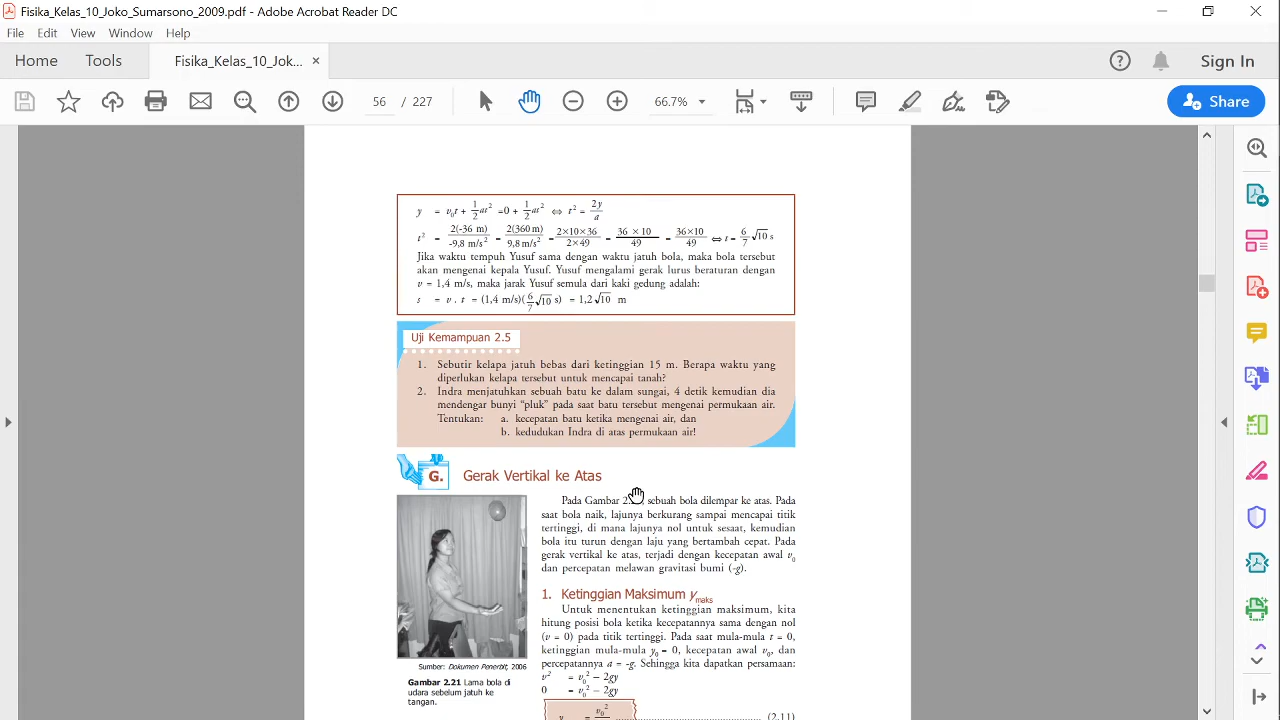 Fisika_Kelas_10_Joko_Sumarsono_2009.pdf - Adobe Acrobat Reader DC
File Edit View Window Help
Home Tools Fisika_Kelas_10_Jok... × Sign In
56 / 227 66.7% Share
y = v₀t + 1/2 at² =0 + 1/2 at² ⇔ t² = 2y/a
t² = 2(-36 m)/-9,8 m/s² = 2(360 m)/9,8 m/s² = 2×10×36/2×49 = 36 × 10/49 = 36×10/49 ⇔ t = 6/7 √10 s
Jika waktu tempuh Yusuf sama dengan waktu jatuh bola, maka bola tersebut
akan mengenai kepala Yusuf. Yusuf mengalami gerak lurus beraturan dengan
v = 1,4 m/s, maka jarak Yusuf semula dari kaki gedung adalah:
s = v . t = (1,4 m/s)(6/7 √10 s) = 1,2 √10 m
Uji Kemampuan 2.5
1. Sebutir kelapa jatuh bebas dari ketinggian 15 m. Berapa waktu yang
diperlukan kelapa tersebut untuk mencapai tanah?
2. Indra menjatuhkan sebuah batu ke dalam sungai, 4 detik kemudian dia
mendengar bunyi “pluk” pada saat batu tersebut mengenai permukaan air.
Tentukan: a. kecepatan batu ketika mengenai air, dan
b. kedudukan Indra di atas permukaan air!
G. Gerak Vertikal ke Atas
Pada Gambar sebuah bola dilempar ke atas. Pada
saat bola naik, lajunya berkurang sampai mencapai titik
tertinggi, di mana lajunya nol untuk sesaat, kemudian
bola itu turun dengan laju yang bertambah cepat. Pada
gerak vertikal ke atas, terjadi dengan kecepatan awal v₀
dan percepatan melawan gravitasi bumi (-g).
1. Ketinggian Maksimum y maks
Untuk menentukan ketinggian maksimum, kita
hitung posisi bola ketika kecepatannya sama dengan nol
(v = 0) pada titik tertinggi. Pada saat mula-mula t = 0,
ketinggian mula-mula y₀ = 0, kecepatan awal v₀, dan
percepatannya a = -g. Sehingga kita dapatkan persamaan:
v² = v₀² − 2gy
0 = v₀² − 2gy
v₀² (2.11)
Sumber: Dokumen Penerbit, 2006
Gambar 2.21 Lama bola di
udara sebelum jatuh ke
tangan.